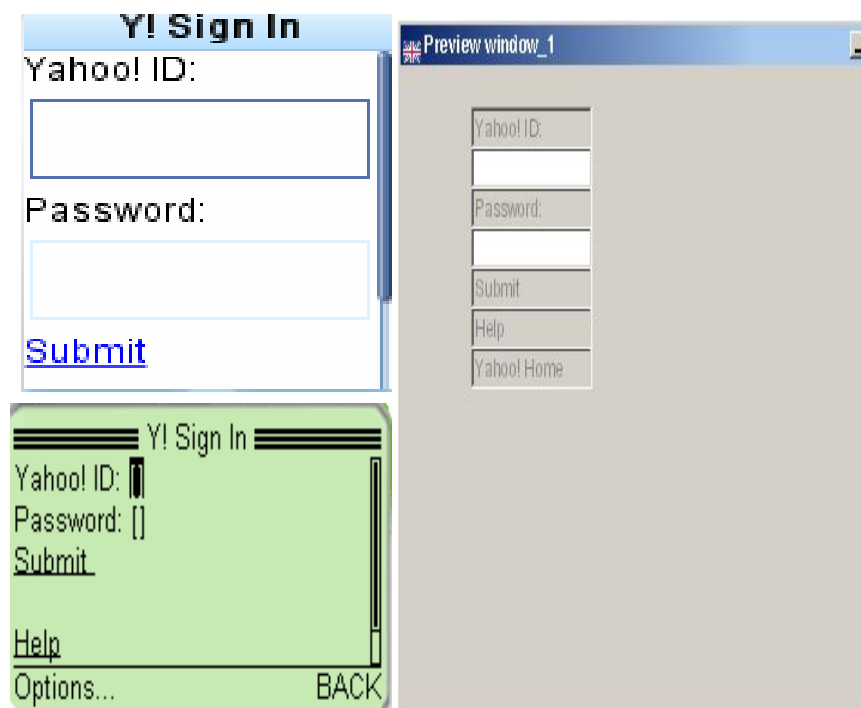 Y! Sign In
Yahoo! ID:
Password:
Submit
Y! Sign In
Yahoo! ID: []
Password: []
Submit
Help
Options... BACK
Preview window_1
Yahoo! ID:
Password:
Submit
Help
Yahoo! Home